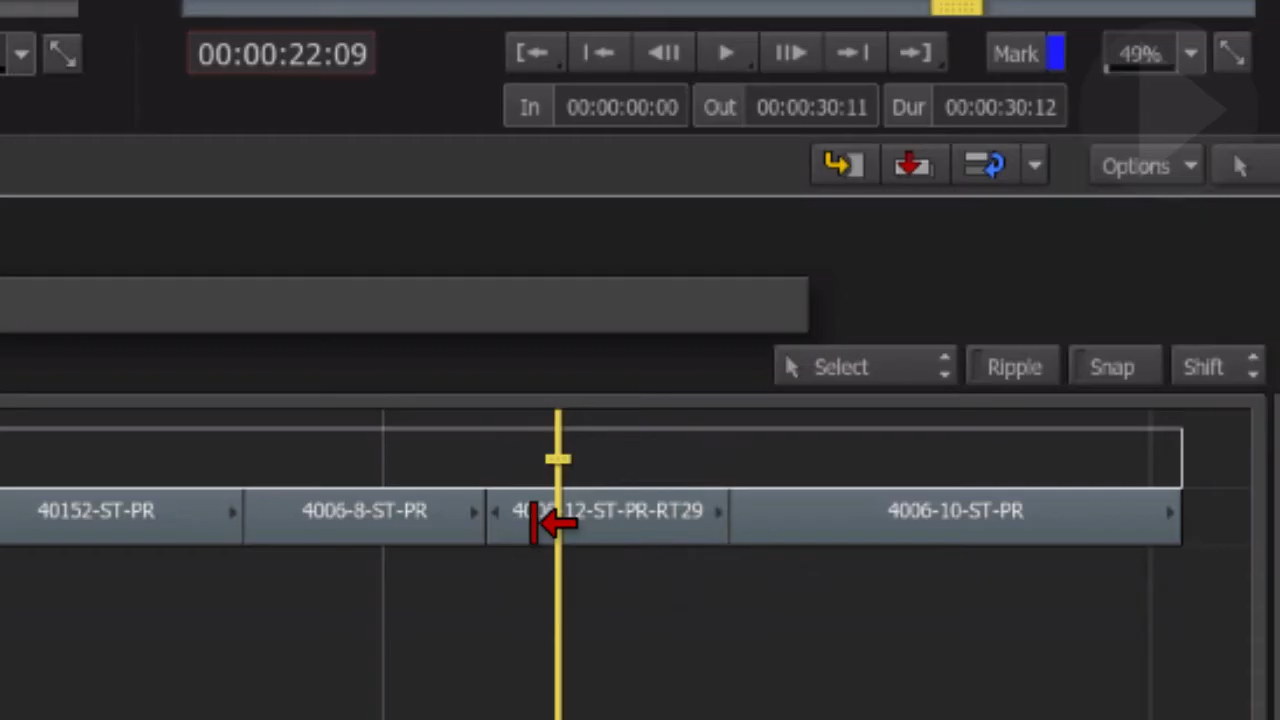 00:00:22:09 Mark 49%
In 00:00:00:00 Out 00:00:30:11 Dur 00:00:30:12
Options
Select Ripple Snap Shift
40152-ST-PR 4006-8-ST-PR 12-ST-PR-RT29 4006-10-ST-PR